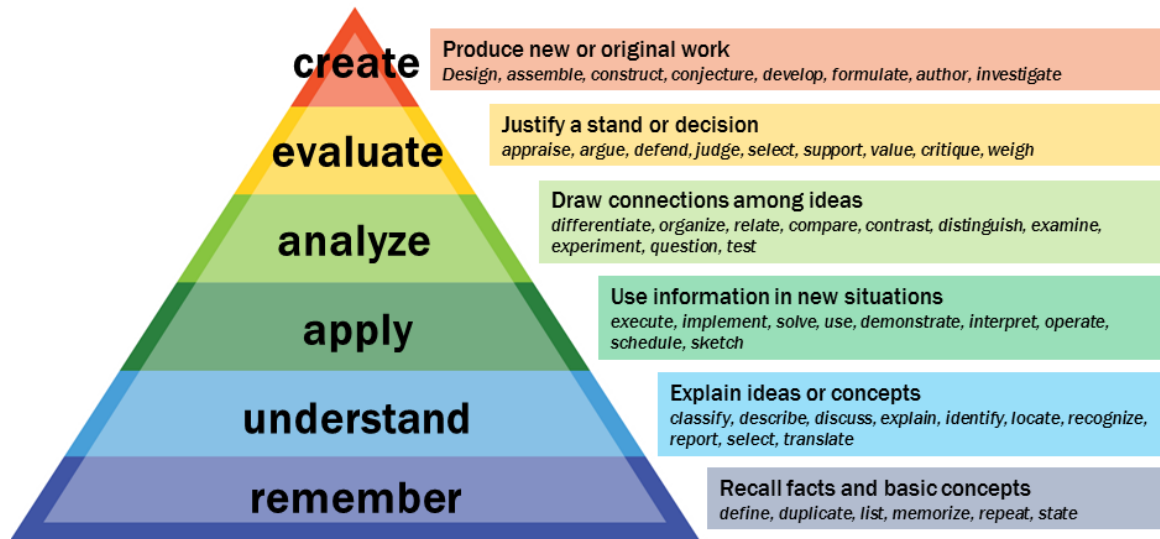 create
Produce new or original work
Design, assemble, construct, conjecture, develop, formulate, author, investigate
evaluate
Justify a stand or decision
appraise, argue, defend, judge, select, support, value, critique, weigh
analyze
Draw connections among ideas
differentiate, organize, relate, compare, contrast, distinguish, examine,
experiment, question, test
apply
Use information in new situations
execute, implement, solve, use, demonstrate, interpret, operate,
schedule, sketch
understand
Explain ideas or concepts
classify, describe, discuss, explain, identify, locate, recognize,
report, select, translate
remember
Recall facts and basic concepts
define, duplicate, list, memorize, repeat, state